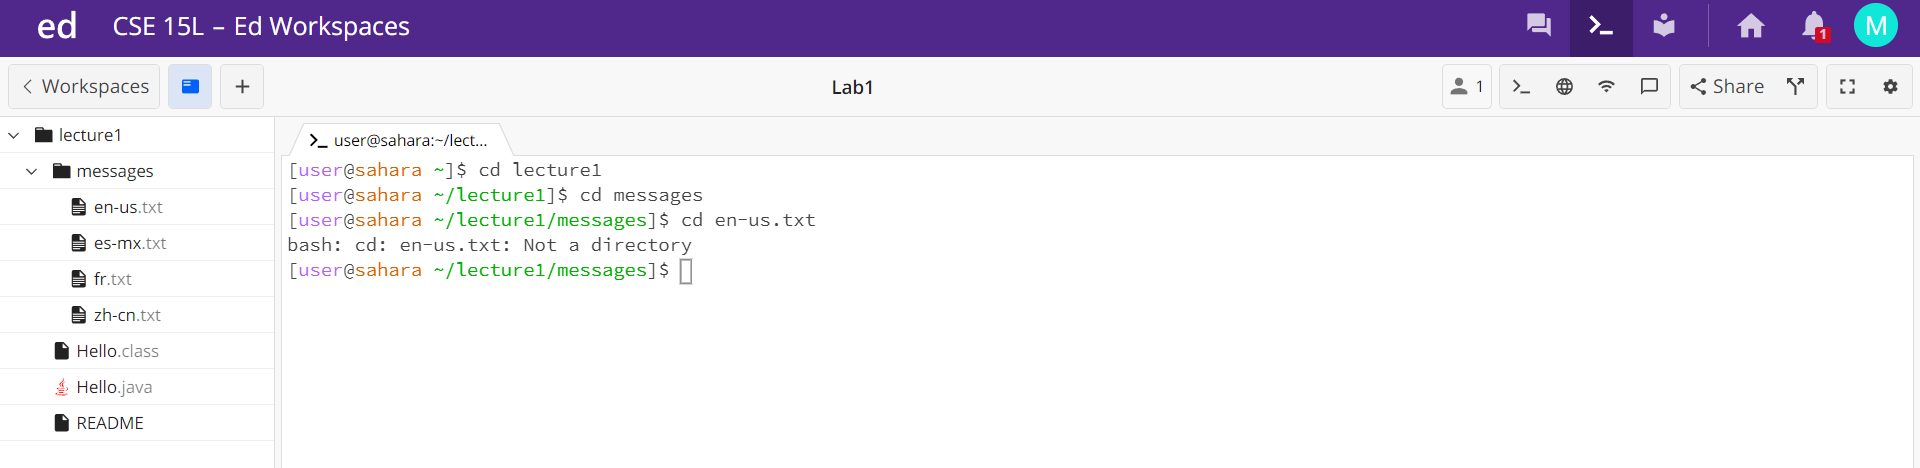 ed CSE 15L – Ed Workspaces 1 M
Workspaces + Lab1 1 Share
lecture1
messages
en-us.txt
es-mx.txt
fr.txt
zh-cn.txt
Hello.class
Hello.java
README
user@sahara:~/lect...
[user@sahara ~]$ cd lecture1
[user@sahara ~/lecture1]$ cd messages
[user@sahara ~/lecture1/messages]$ cd en-us.txt
bash: cd: en-us.txt: Not a directory
[user@sahara ~/lecture1/messages]$